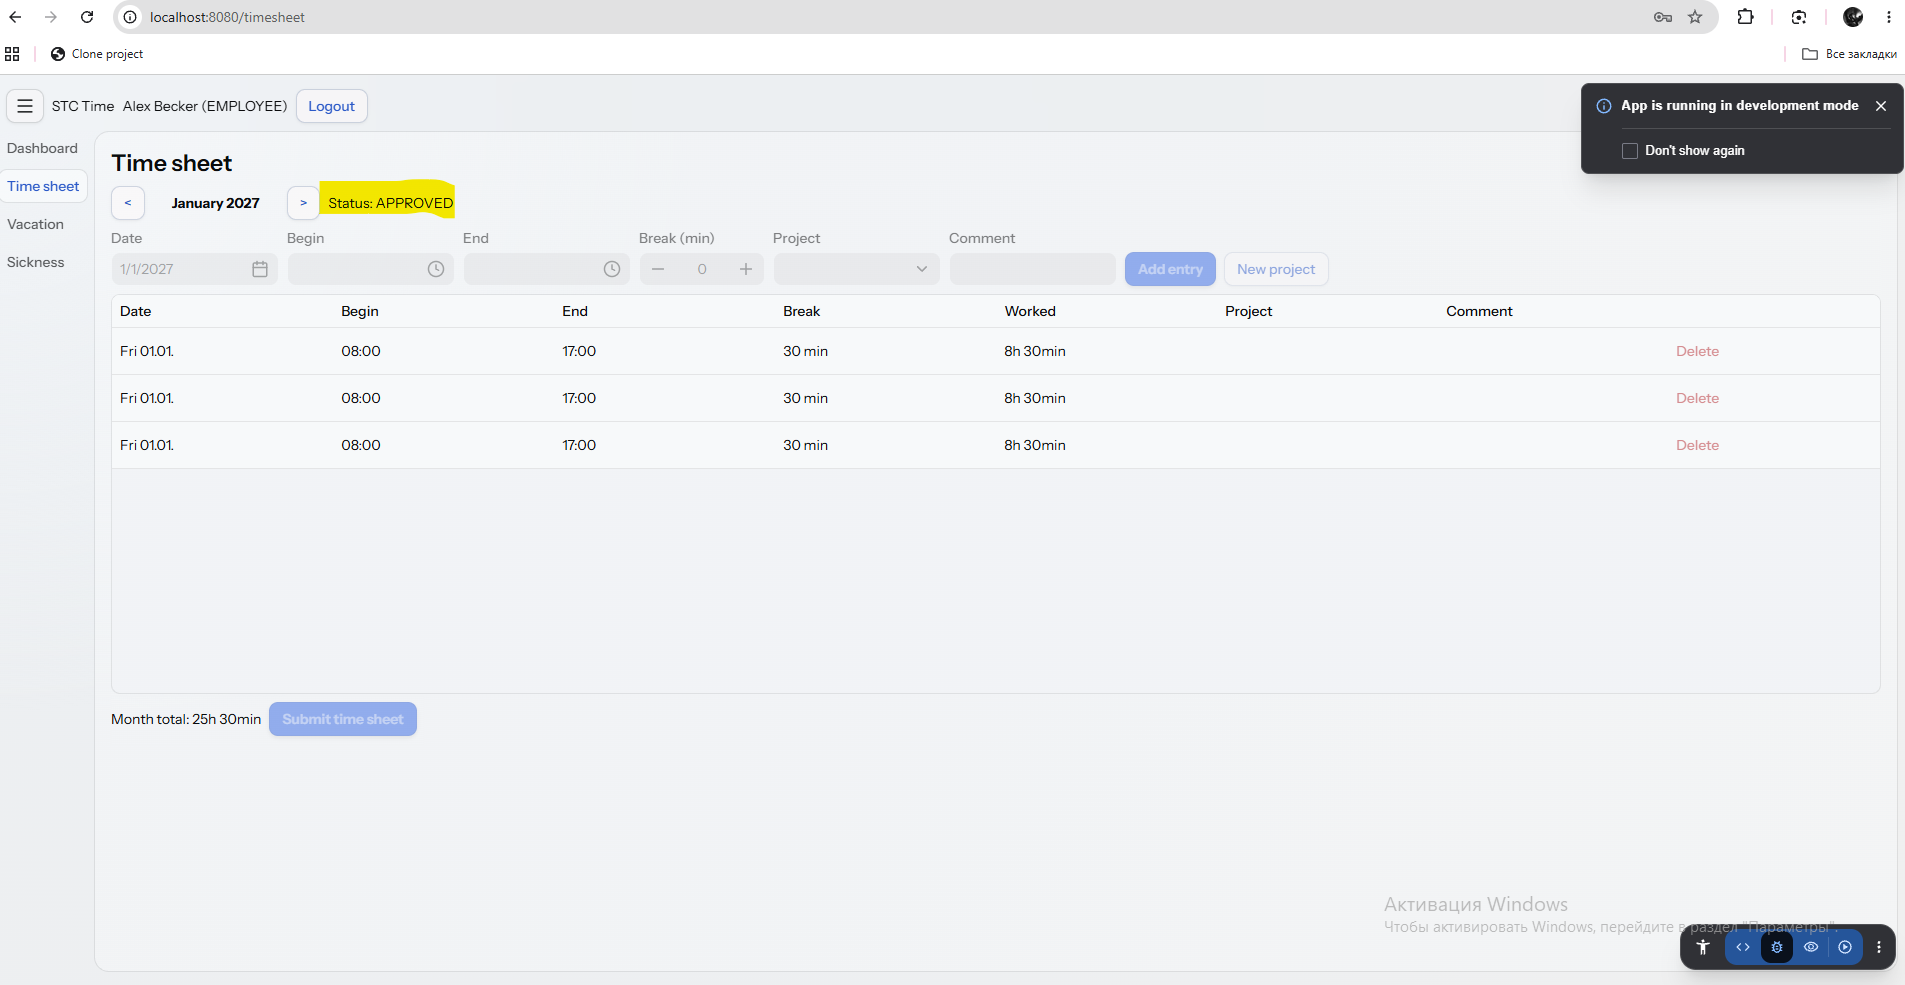 localhost:8080/timesheet
Clone project
Все закладки
STC Time Alex Becker (EMPLOYEE) Logout
App is running in development mode
Don't show again
Dashboard
Time sheet
Vacation
Sickness
Time sheet
< January 2027 > Status: APPROVED
Date Begin End Break (min) Project Comment
1/1/2027 0 Add entry New project
Date Begin End Break Worked Project Comment
Fri 01.01. 08:00 17:00 30 min 8h 30min Delete
Fri 01.01. 08:00 17:00 30 min 8h 30min Delete
Fri 01.01. 08:00 17:00 30 min 8h 30min Delete
Month total: 25h 30min Submit time sheet
Активация Windows
Чтобы активировать Windows, перейдите в раздел "Параметры".